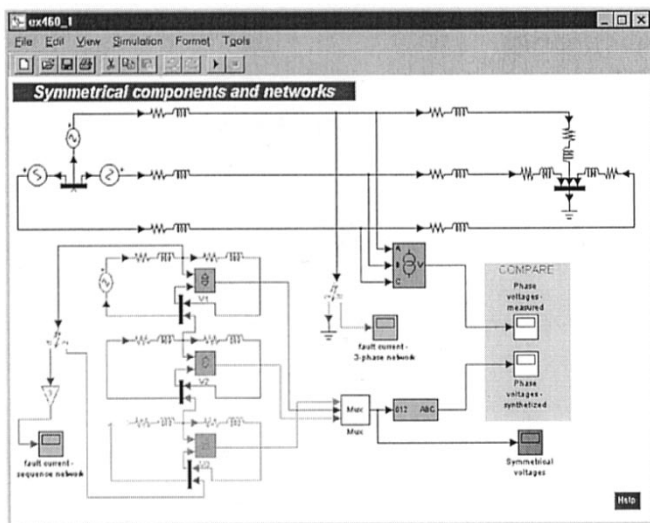 ex460_1
File Edit View Simulation Format Tools
Symmetrical components and networks
A
B
C
V
COMPARE
Phase
voltages-
measured
V1
fault current-
3-phase network
V2
Phase
voltages-
synthetized
Mux
Mux
012 ABC
Symmetrical
voltages
fault current-
sequence network
Help